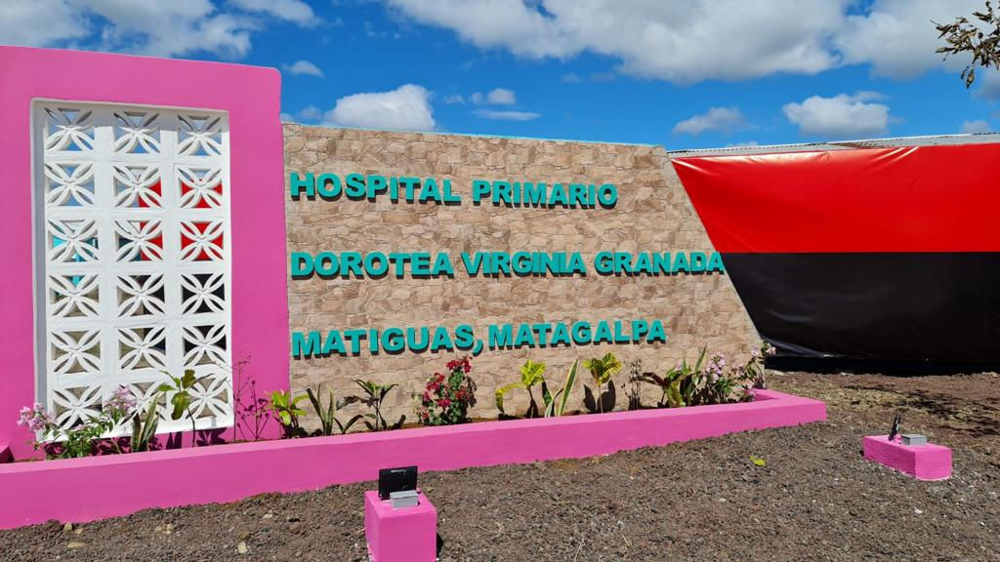 HOSPITAL PRIMARIO
DOROTEA VIRGINIA GRANADA
MATIGUAS, MATAGALPA